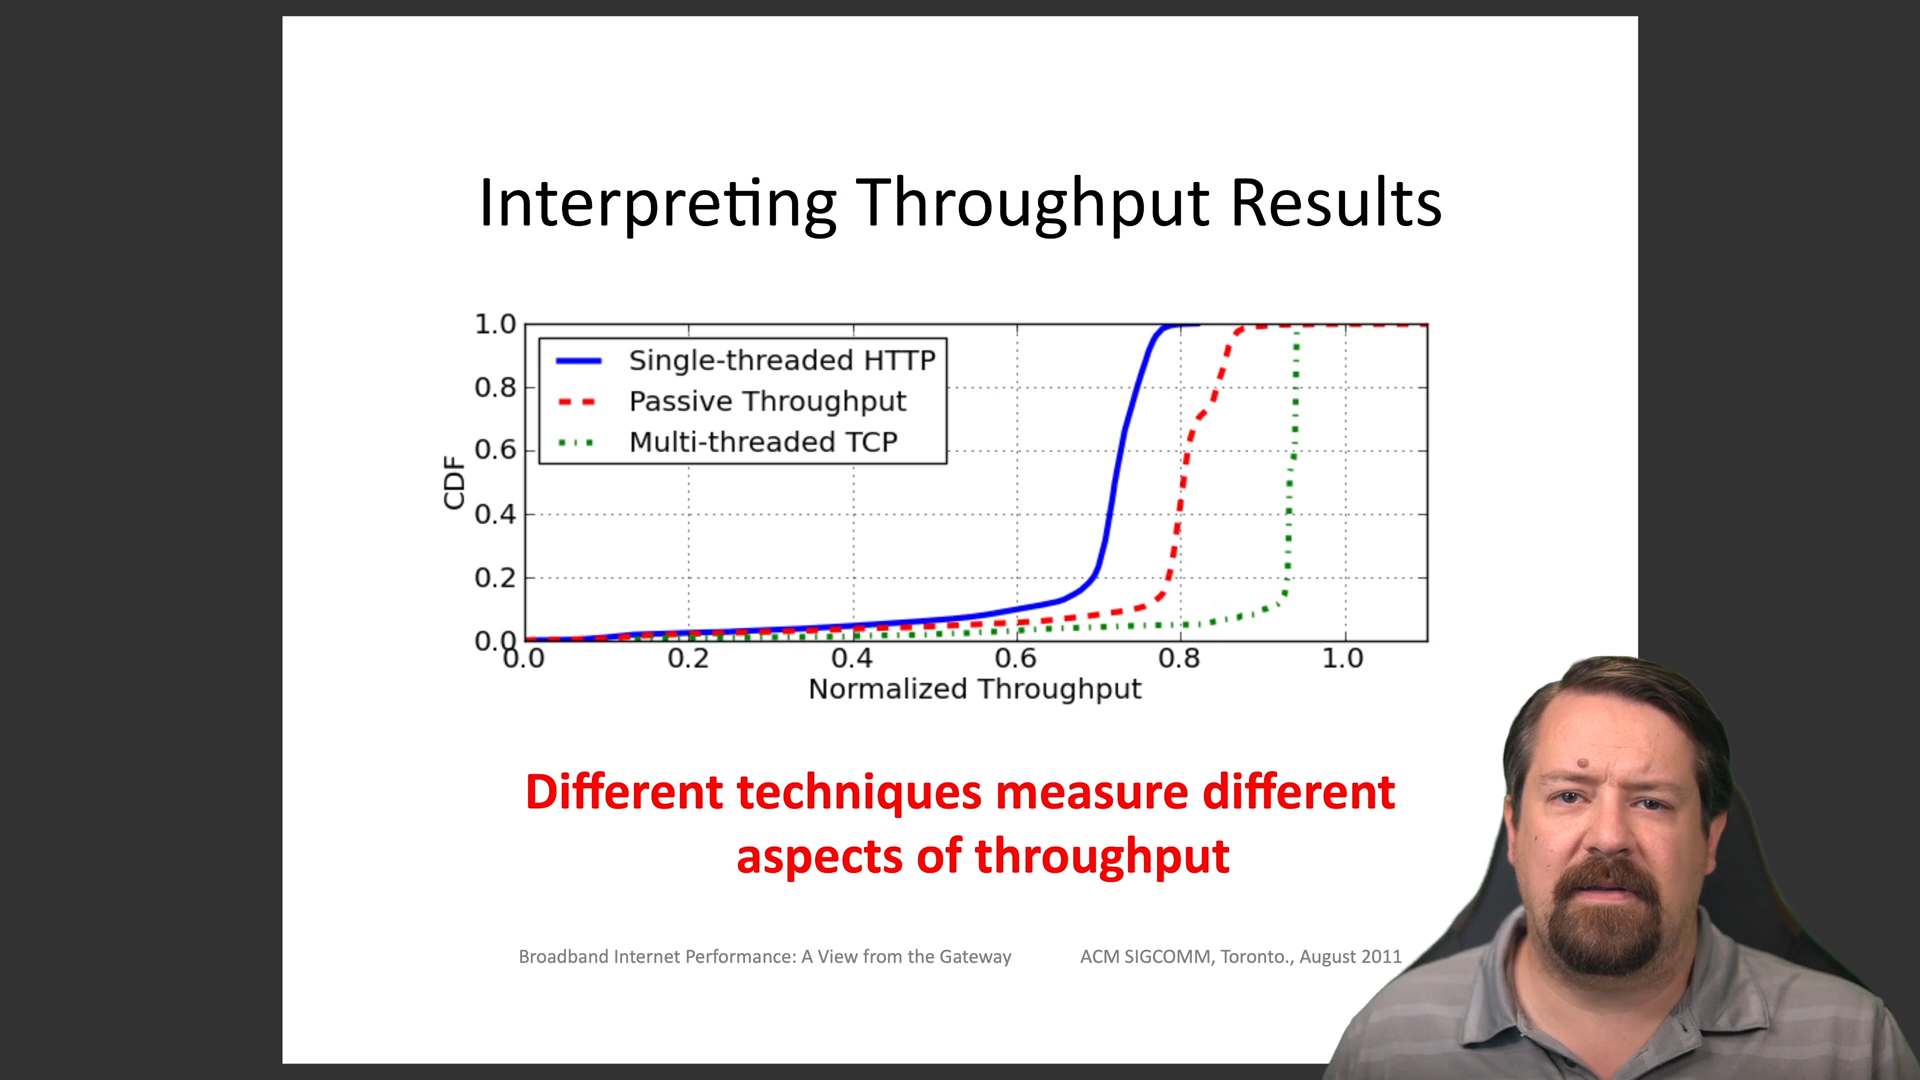 Interpreting Throughput Results
1.0
0.8
0.6
0.4
0.2
0.0
CDF
Single-threaded HTTP
Passive Throughput
Multi-threaded TCP
0.0 0.2 0.4 0.6 0.8 1.0
Normalized Throughput
Different techniques measure different
aspects of throughput
Broadband Internet Performance: A View from the Gateway ACM SIGCOMM, Toronto., August 2011